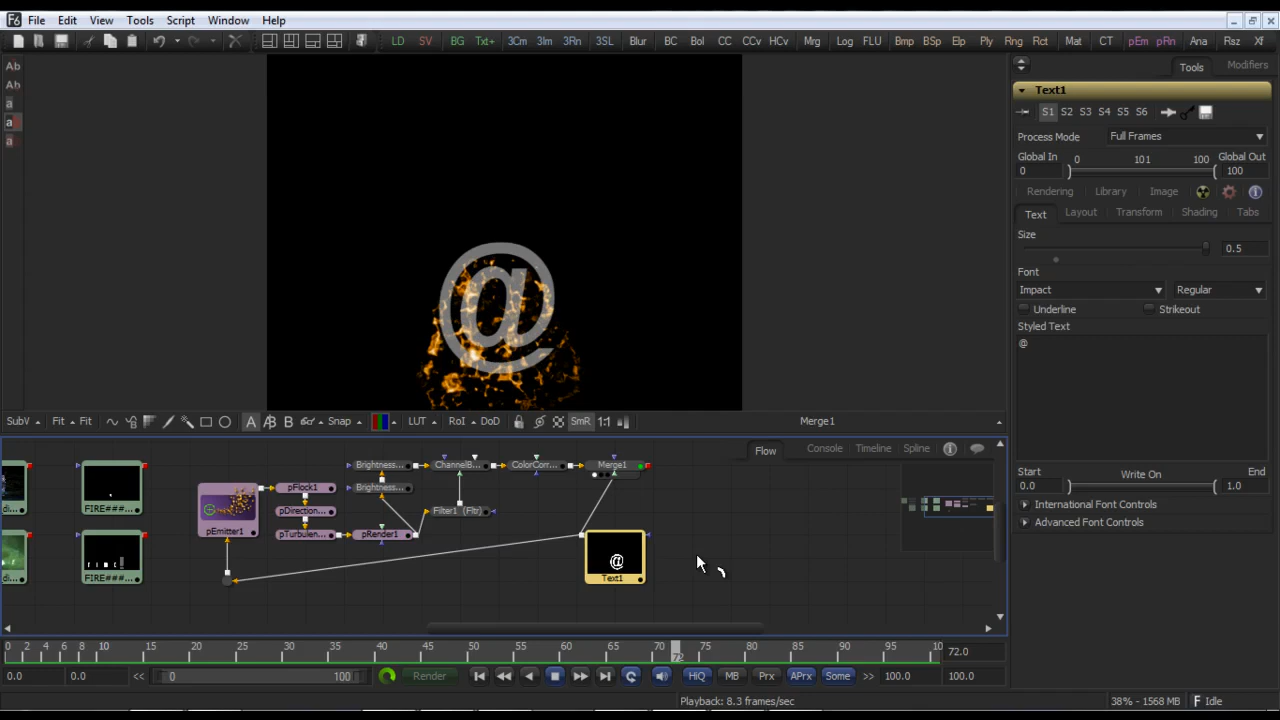 F6 File Edit View Tools Script Window Help
LD SV BG Txt+ 3Cm 3Im 3Rn 3SL Blur BC Bol CC CCv HCv Mrg Log FLU Bmp BSp Elp Ply Rng Rct Mat CT pEm pRn Ana Rsz Xf
Ab
Ab
a
a
a
@
Tools Modifiers
Text1
S1 S2 S3 S4 S5 S6
Process Mode Full Frames
Global In 0 101 100 Global Out
0 100
Rendering Library Image
Text Layout Transform Shading Tabs
Size
0.5
Font
Impact Regular
Underline Strikeout
Styled Text
@
Start Write On End
0.0 1.0
International Font Controls
Advanced Font Controls
SubV Fit Fit A B B Snap LUT RoI DoD SmR 1:1 Merge1
Flow Console Timeline Spline
FIRE###...
FIRE###...
pEmitter1
pFlock1
pDirection...
pTurbulen...
pRender1
Brightness...
Brightness...
ChannelB...
Filter1 (Fltr)
ColorCorr...
Merge1
@
Text1
0 2 4 6 8 10 20 25 30 35 40 45 50 55 60 65 70 72 75 80 85 90 95 10 72.0
0.0 0.0 << 0 100 Render HiQ MB Prx APrx Some >> 100.0 100.0
Playback: 8.3 frames/sec 38% - 1568 MB F Idle